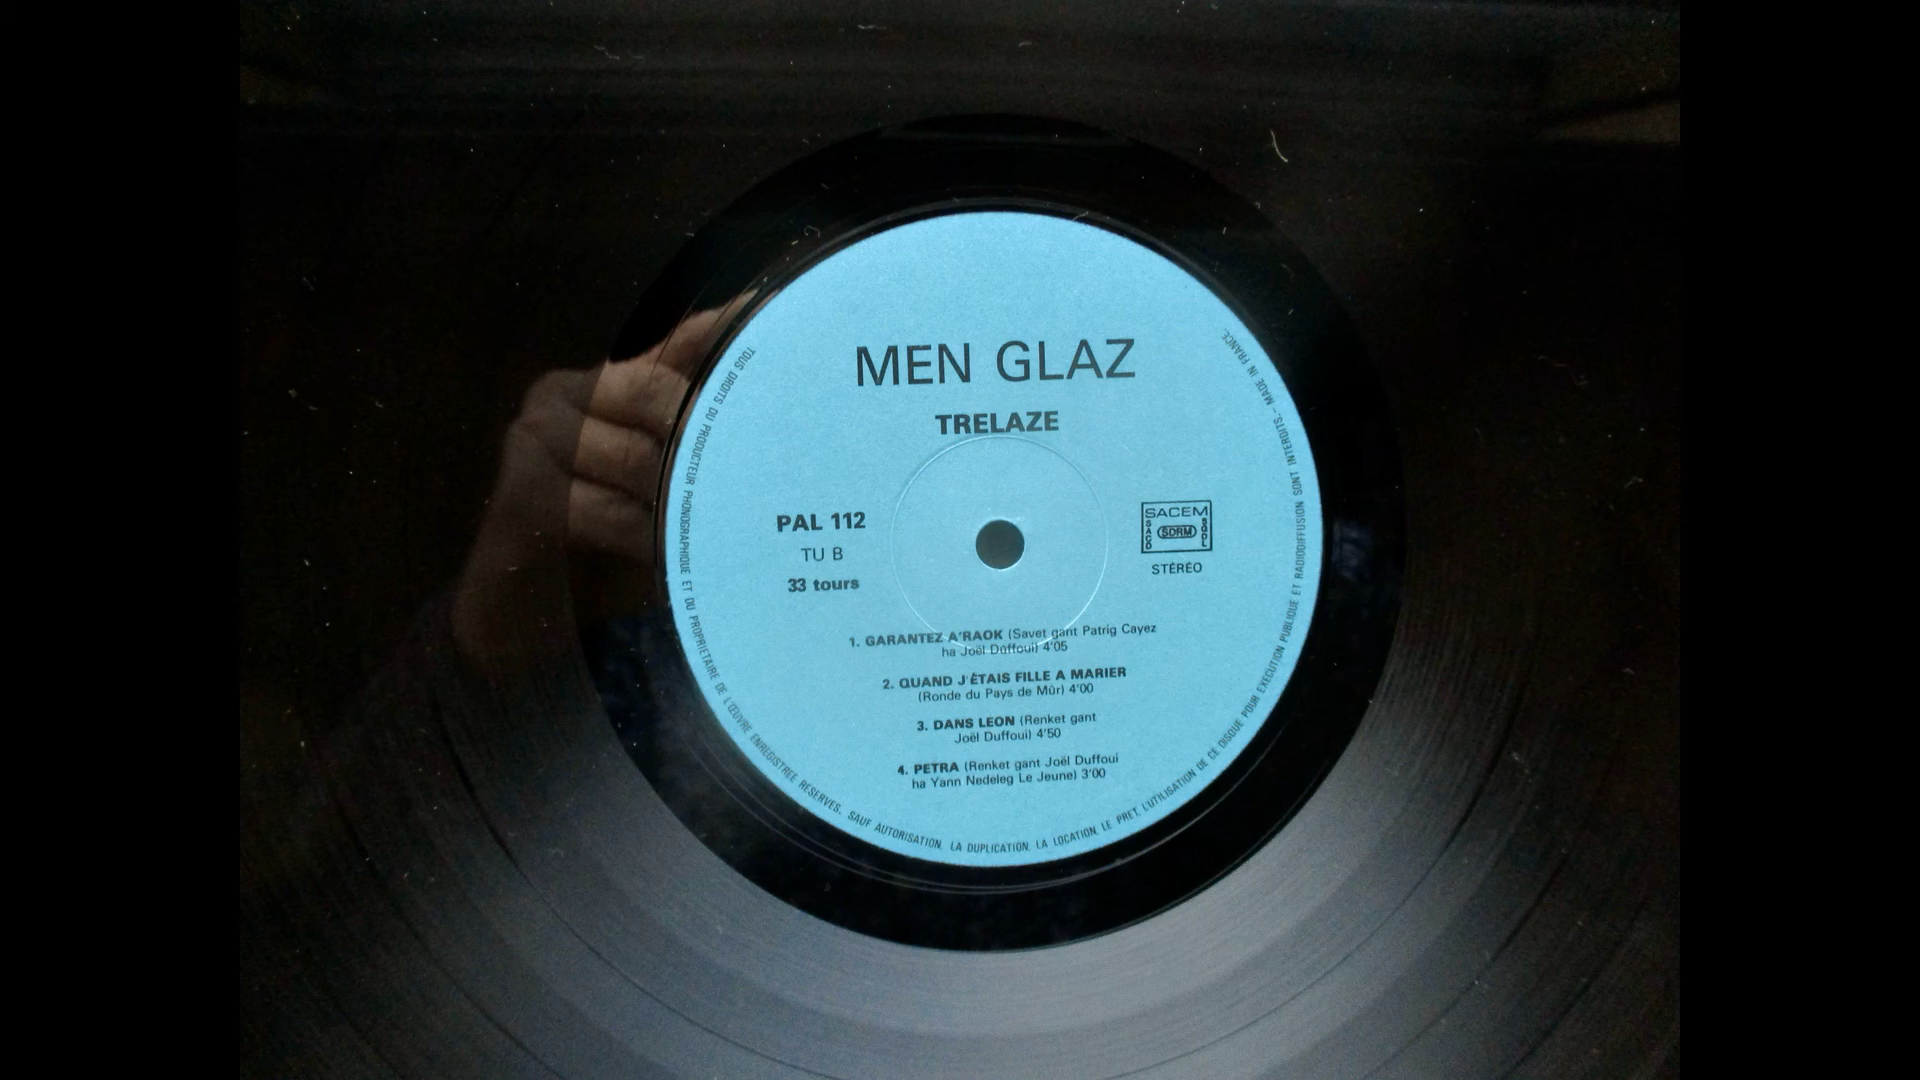 MEN GLAZ
TRELAZE
PAL 112
TU B
33 tours
SACEM
SACD
SDRM
SGDL
STÉRÉO
1. GARANTEZ A'RAOK (Savet gant Patrig Cayez
ha Joël Duffoui) 4'05
2. QUAND J'ÉTAIS FILLE A MARIER
(Ronde du Pays de Mûr) 4'00
3. DANS LEON (Renket gant
Joël Duffoui) 4'50
4. PETRA (Renket gant Joël Duffoui
ha Yann Nedeleg Le Jeune) 3'00
TOUS DROITS DU PRODUCTEUR PHONOGRAPHIQUE ET DU PROPRIETAIRE DE L'ŒUVRE ENREGISTREE RESERVES. SAUF AUTORISATION, LA DUPLICATION, LA LOCATION, LE PRET, L'UTILISATION DE CE DISQUE POUR EXECUTION PUBLIQUE ET RADIODIFFUSION SONT INTERDITS. - MADE IN FRANCE.